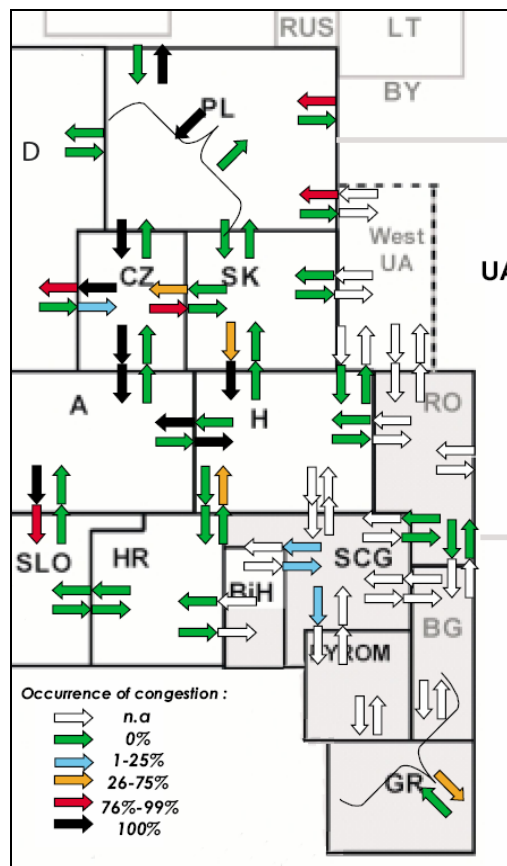 RUS
LT
BY
PL
D
West
UA
UA
CZ
SK
A
H
RO
SLO
HR
BiH
SCG
BG
FYROM
GR
Occurrence of congestion :
n.a
0%
1-25%
26-75%
76%-99%
100%